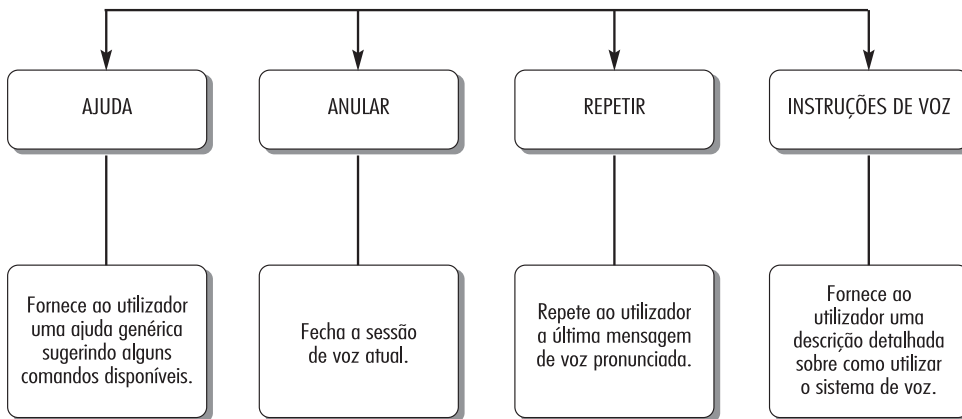 AJUDA
ANULAR
REPETIR
INSTRUÇÕES DE VOZ
Fornece ao utilizador
uma ajuda genérica
sugerindo alguns
comandos disponíveis.
Fecha a sessão
de voz atual.
Repete ao utilizador
a última mensagem
de voz pronunciada.
Fornece ao
utilizador uma
descrição detalhada
sobre como utilizar
o sistema de voz.